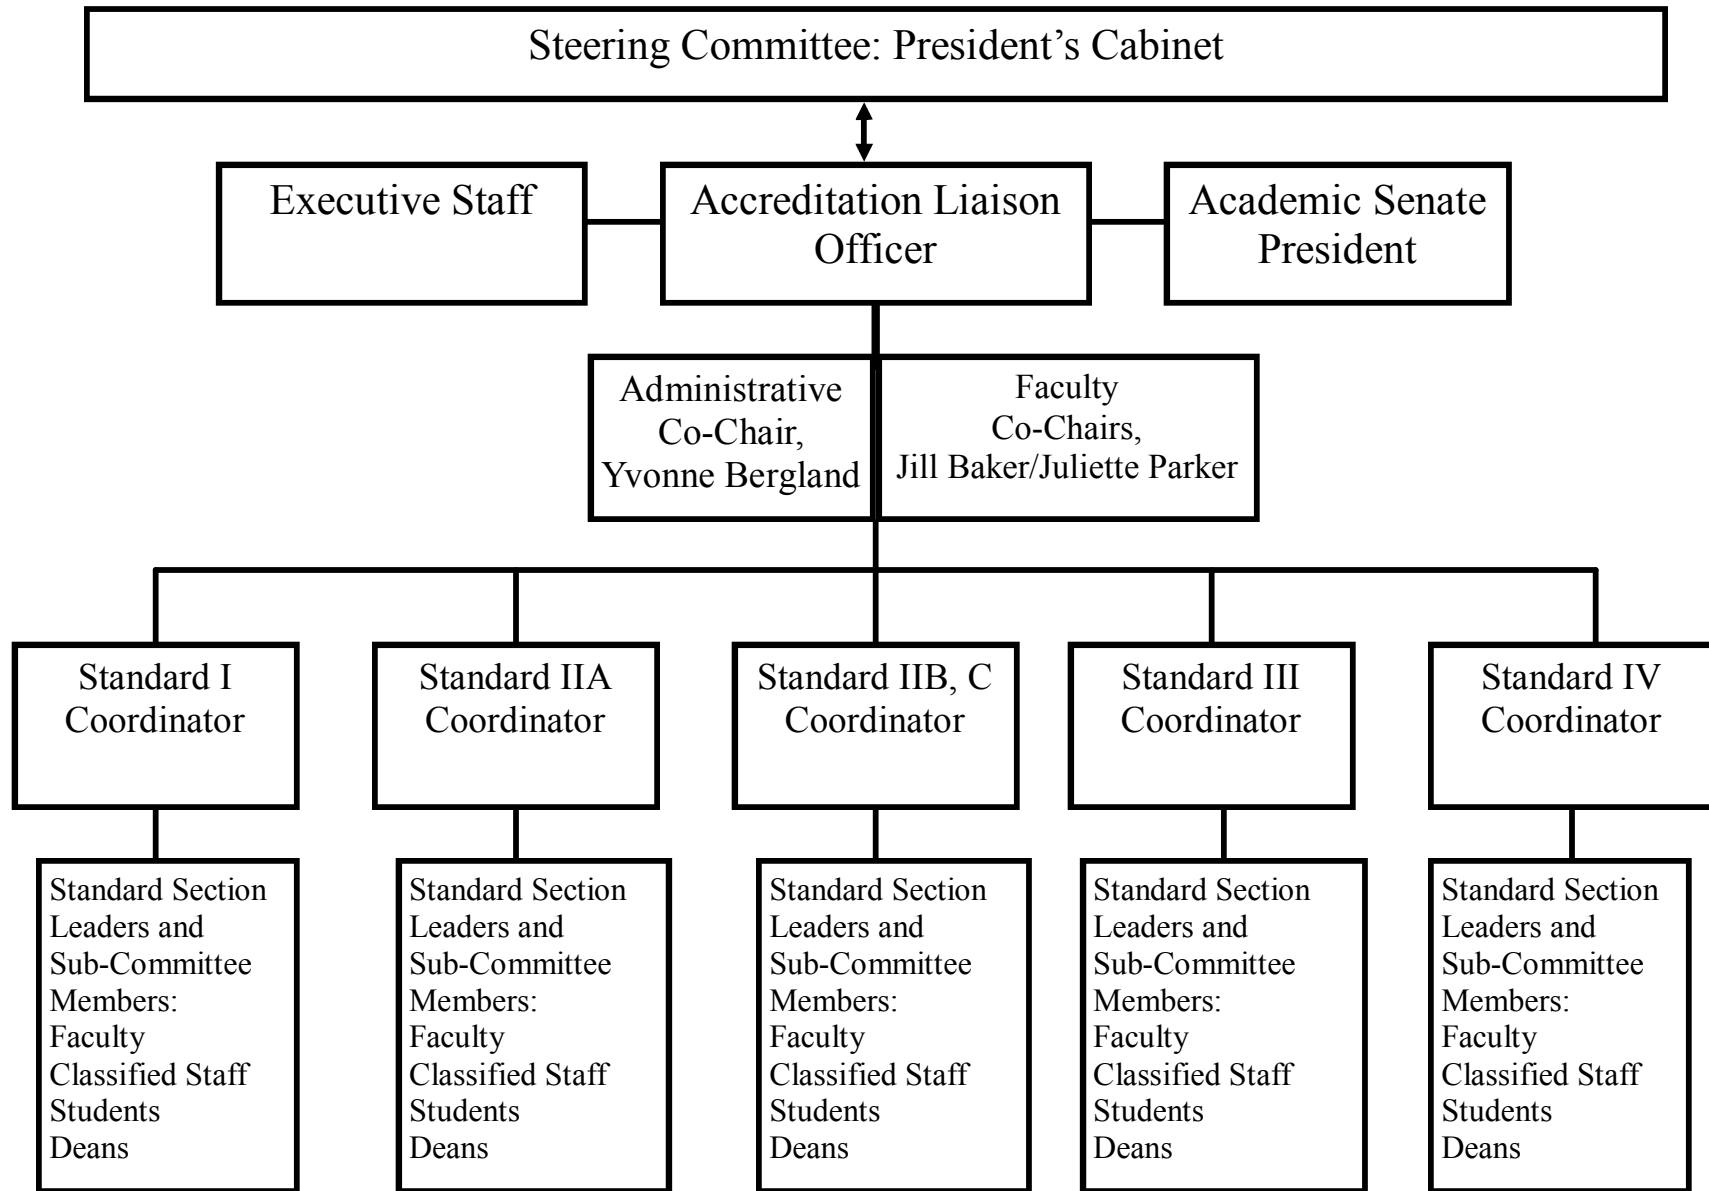 Steering Committee: President’s Cabinet
Executive Staff
Accreditation Liaison
Officer
Academic Senate
President
Administrative
Co-Chair,
Yvonne Bergland
Faculty
Co-Chairs,
Jill Baker/Juliette Parker
Standard I
Coordinator
Standard IIA
Coordinator
Standard IIB, C
Coordinator
Standard III
Coordinator
Standard IV
Coordinator
Standard Section
Leaders and
Sub-Committee
Members:
Faculty
Classified Staff
Students
Deans
Standard Section
Leaders and
Sub-Committee
Members:
Faculty
Classified Staff
Students
Deans
Standard Section
Leaders and
Sub-Committee
Members:
Faculty
Classified Staff
Students
Deans
Standard Section
Leaders and
Sub-Committee
Members:
Faculty
Classified Staff
Students
Deans
Standard Section
Leaders and
Sub-Committee
Members:
Faculty
Classified Staff
Students
Deans